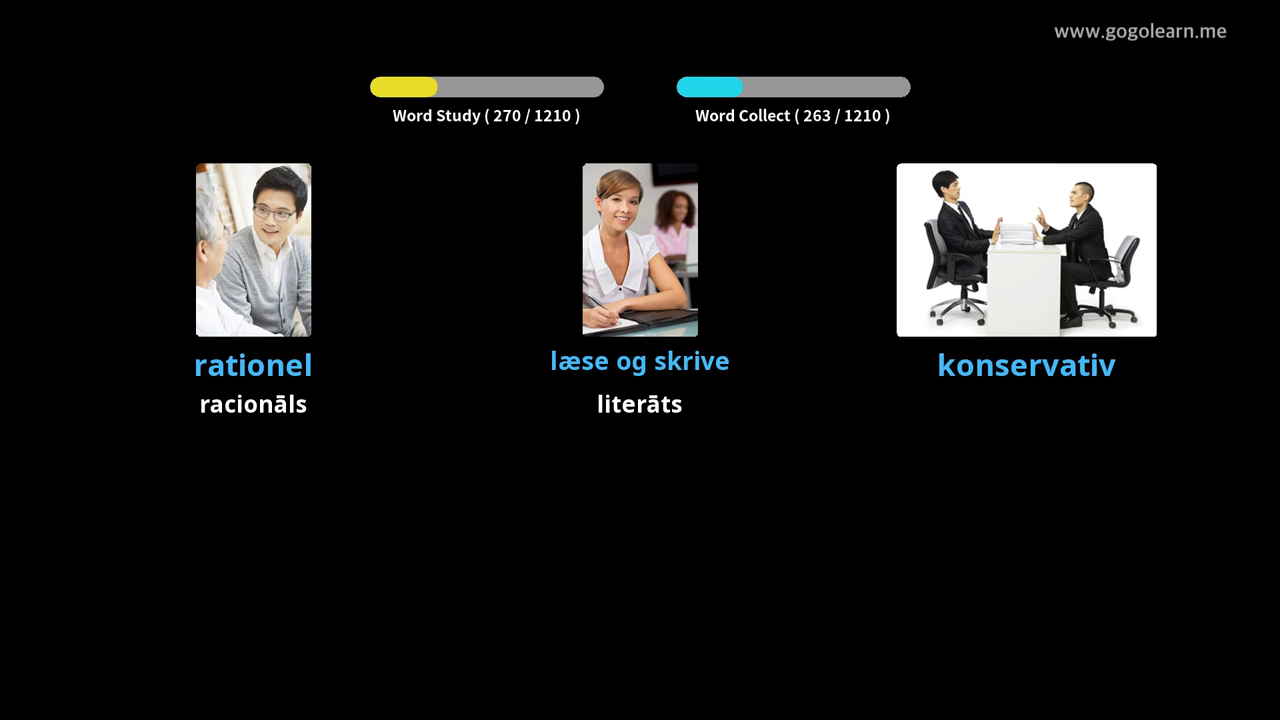 www.gogolearn.me
Word Study ( 270 / 1210 )
Word Collect ( 263 / 1210 )
rationel
racionāls
læse og skrive
literāts
konservativ